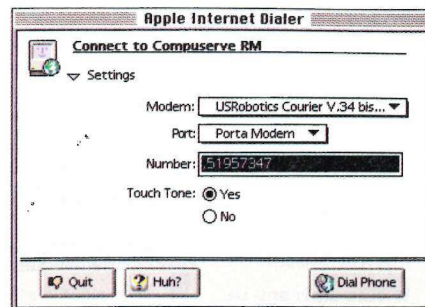 Apple Internet Dialer
Connect to Compuserve RM
Settings
Modem: USRobotics Courier V.34 bis...
Port: Porta Modem
Number: 51957347
Touch Tone: Yes
No
Quit Huh? Dial Phone